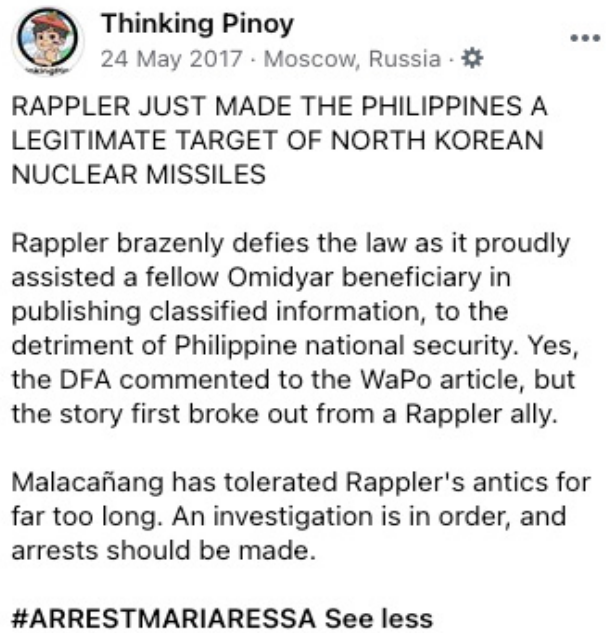 Thinking Pinoy
24 May 2017 · Moscow, Russia ·
RAPPLER JUST MADE THE PHILIPPINES A
LEGITIMATE TARGET OF NORTH KOREAN
NUCLEAR MISSILES
Rappler brazenly defies the law as it proudly
assisted a fellow Omidyar beneficiary in
publishing classified information, to the
detriment of Philippine national security. Yes,
the DFA commented to the WaPo article, but
the story first broke out from a Rappler ally.
Malacañang has tolerated Rappler's antics for
far too long. An investigation is in order, and
arrests should be made.
#ARRESTMARIARESSA See less